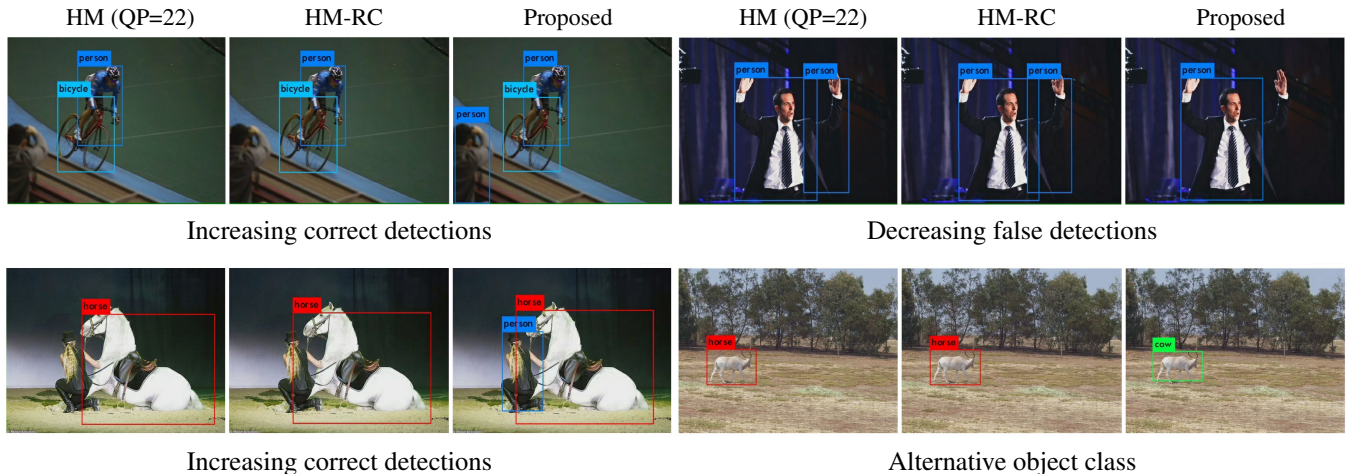 HM (QP=22) HM-RC Proposed HM (QP=22) HM-RC Proposed
person person person person person person person person
bicycle bicycle bicycle
person
Increasing correct detections Decreasing false detections
horse horse horse
person
horse horse cow
Increasing correct detections Alternative object class